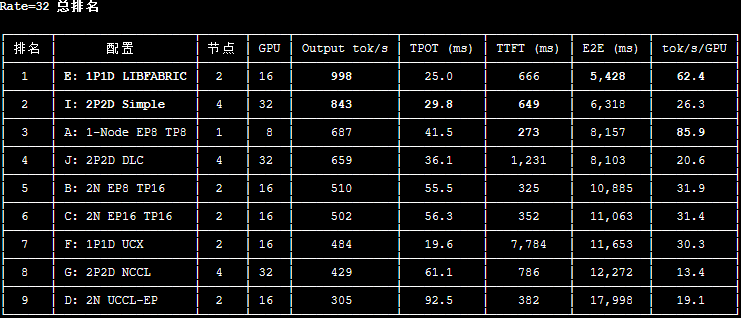 Rate=32 总排名
排名 配置 节点 GPU Output tok/s TPOT (ms) TTFT (ms) E2E (ms) tok/s/GPU
1 E: 1P1D LIBFABRIC 2 16 998 25.0 666 5,428 62.4
2 I: 2P2D Simple 4 32 843 29.8 649 6,318 26.3
3 A: 1-Node EP8 TP8 1 8 687 41.5 273 8,157 85.9
4 J: 2P2D DLC 4 32 659 36.1 1,231 8,103 20.6
5 B: 2N EP8 TP16 2 16 510 55.5 325 10,885 31.9
6 C: 2N EP16 TP16 2 16 502 56.3 352 11,063 31.4
7 F: 1P1D UCX 2 16 484 19.6 7,784 11,653 30.3
8 G: 2P2D NCCL 4 32 429 61.1 786 12,272 13.4
9 D: 2N UCCL-EP 2 16 305 92.5 382 17,998 19.1